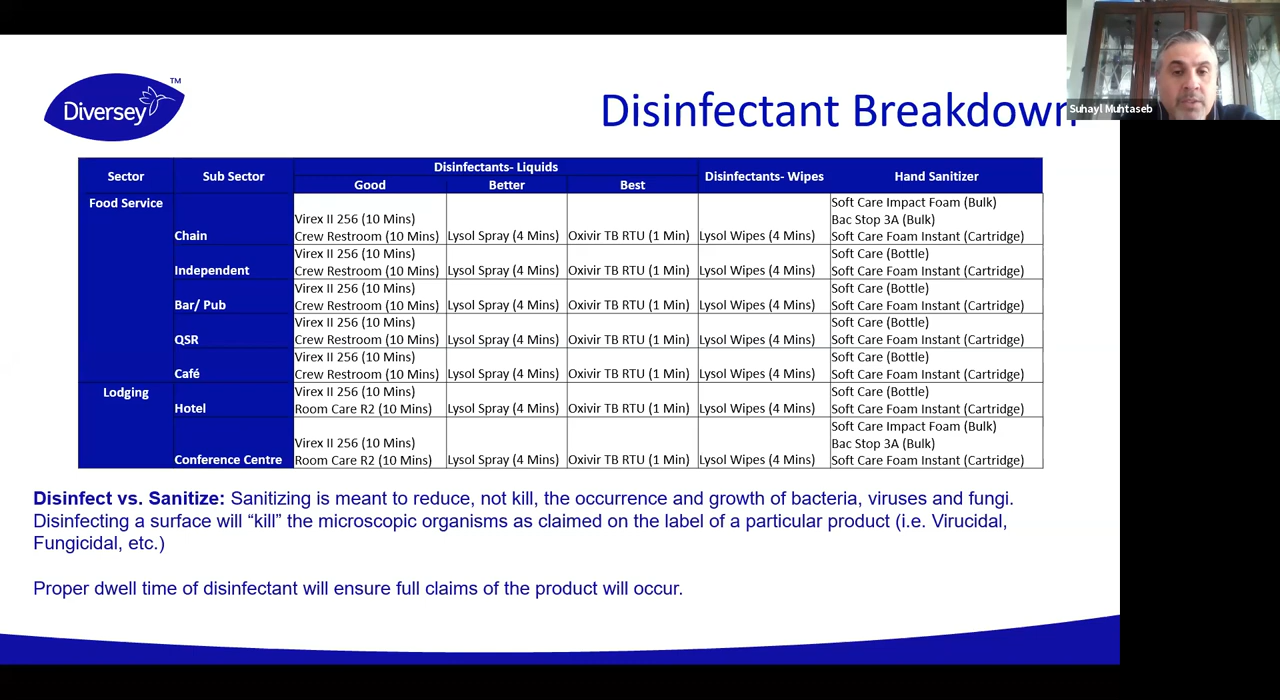 Diversey™
Disinfectant Breakdown
Suhayl Muhtaseb
Sector
Sub Sector
Disinfectants- Liquids
Good
Better
Best
Disinfectants- Wipes
Hand Sanitizer
Food Service
Chain
Virex II 256 (10 Mins)
Crew Restroom (10 Mins)
Lysol Spray (4 Mins)
Oxivir TB RTU (1 Min)
Lysol Wipes (4 Mins)
Soft Care Impact Foam (Bulk)
Bac Stop 3A (Bulk)
Soft Care Foam Instant (Cartridge)
Independent
Virex II 256 (10 Mins)
Crew Restroom (10 Mins)
Lysol Spray (4 Mins)
Oxivir TB RTU (1 Min)
Lysol Wipes (4 Mins)
Soft Care (Bottle)
Soft Care Foam Instant (Cartridge)
Bar/ Pub
Virex II 256 (10 Mins)
Crew Restroom (10 Mins)
Lysol Spray (4 Mins)
Oxivir TB RTU (1 Min)
Lysol Wipes (4 Mins)
Soft Care (Bottle)
Soft Care Foam Instant (Cartridge)
QSR
Virex II 256 (10 Mins)
Crew Restroom (10 Mins)
Lysol Spray (4 Mins)
Oxivir TB RTU (1 Min)
Lysol Wipes (4 Mins)
Soft Care (Bottle)
Soft Care Foam Instant (Cartridge)
Café
Virex II 256 (10 Mins)
Crew Restroom (10 Mins)
Lysol Spray (4 Mins)
Oxivir TB RTU (1 Min)
Lysol Wipes (4 Mins)
Soft Care (Bottle)
Soft Care Foam Instant (Cartridge)
Lodging
Hotel
Virex II 256 (10 Mins)
Room Care R2 (10 Mins)
Lysol Spray (4 Mins)
Oxivir TB RTU (1 Min)
Lysol Wipes (4 Mins)
Soft Care (Bottle)
Soft Care Foam Instant (Cartridge)
Conference Centre
Virex II 256 (10 Mins)
Room Care R2 (10 Mins)
Lysol Spray (4 Mins)
Oxivir TB RTU (1 Min)
Lysol Wipes (4 Mins)
Soft Care Impact Foam (Bulk)
Bac Stop 3A (Bulk)
Soft Care Foam Instant (Cartridge)
Disinfect vs. Sanitize: Sanitizing is meant to reduce, not kill, the occurrence and growth of bacteria, viruses and fungi.
Disinfecting a surface will “kill” the microscopic organisms as claimed on the label of a particular product (i.e. Virucidal,
Fungicidal, etc.)
Proper dwell time of disinfectant will ensure full claims of the product will occur.